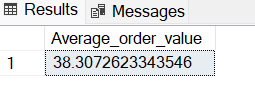 Results Messages
Average_order_value
1 38.3072623343546